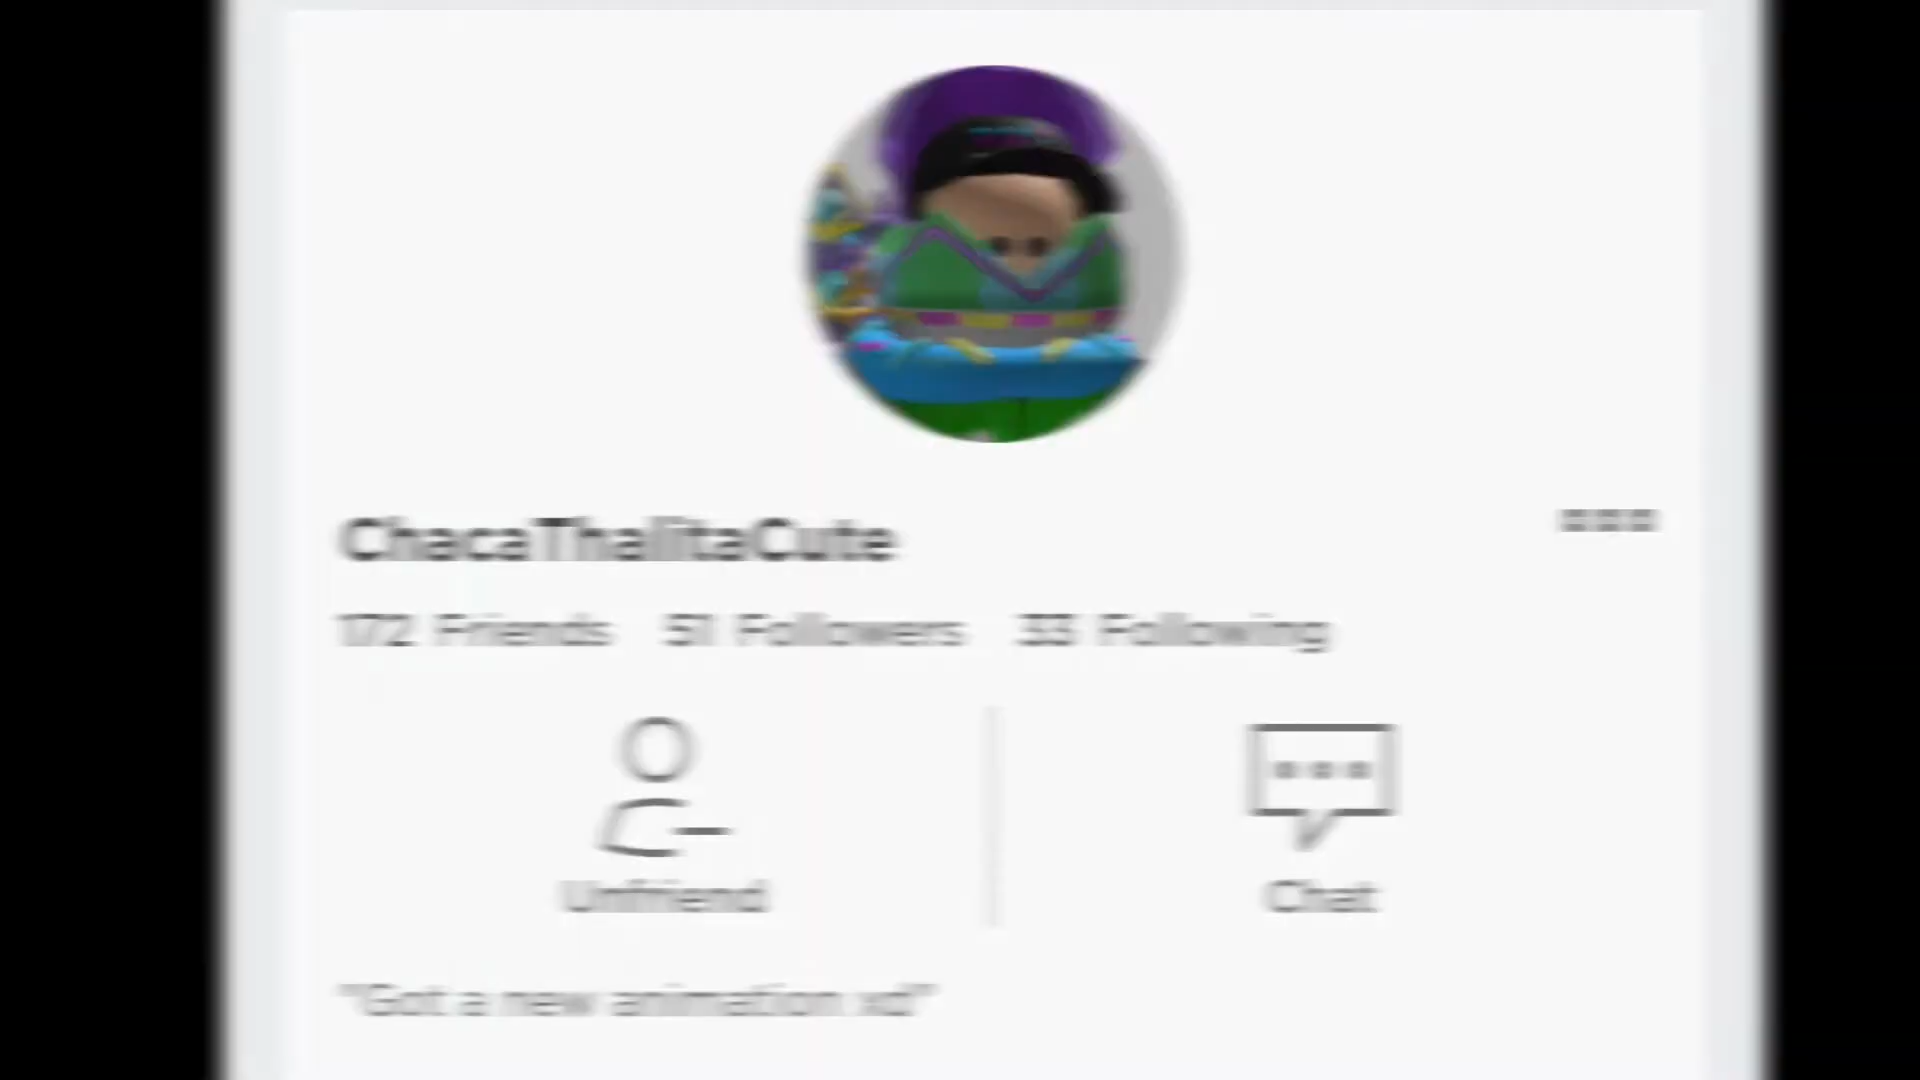 ChacaThalitaCute
172 Friends 51 Followers 33 Following
Unfriend Chat
"Got a new animation xd"